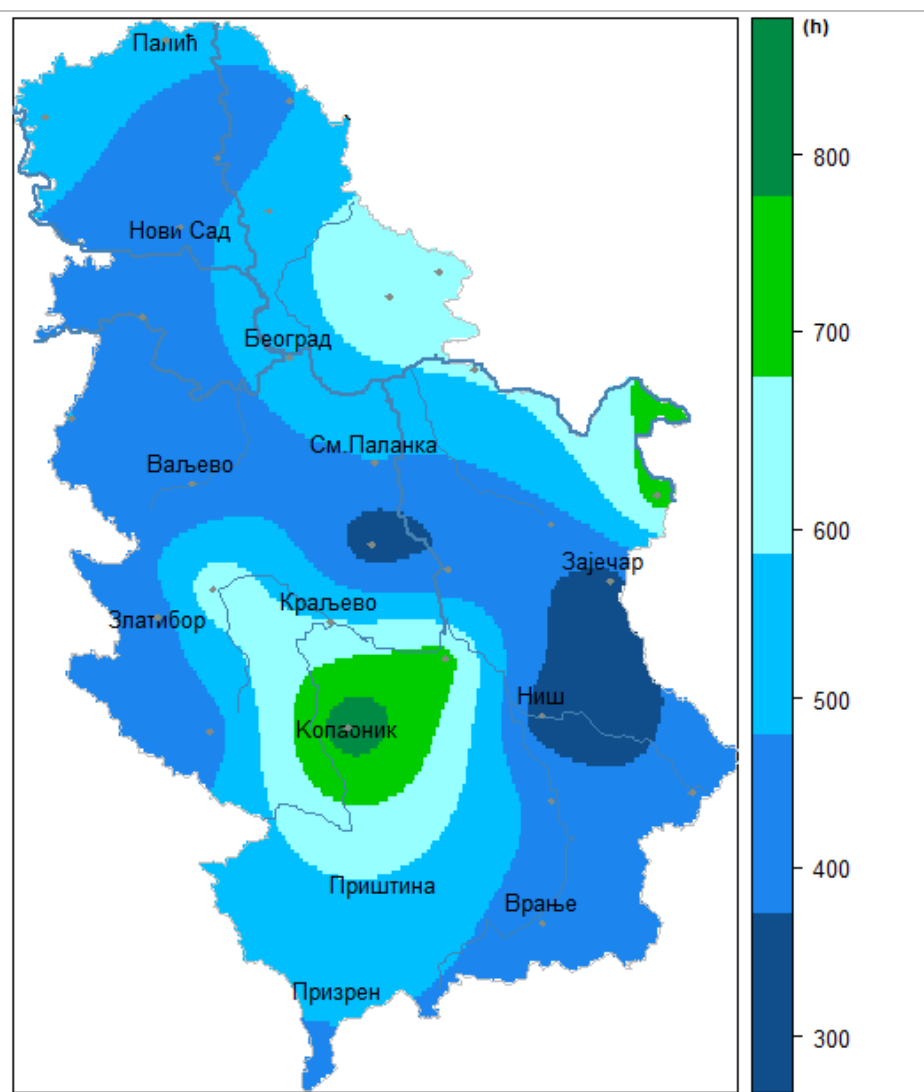 (h)
Палић
800
Нови Сад
700
Београд
См.Паланка
Ваљево
600
Зајечар
Краљево
Златибор
Ниш
500
Копаоник
400
Приштина
Врање
Призрен
300